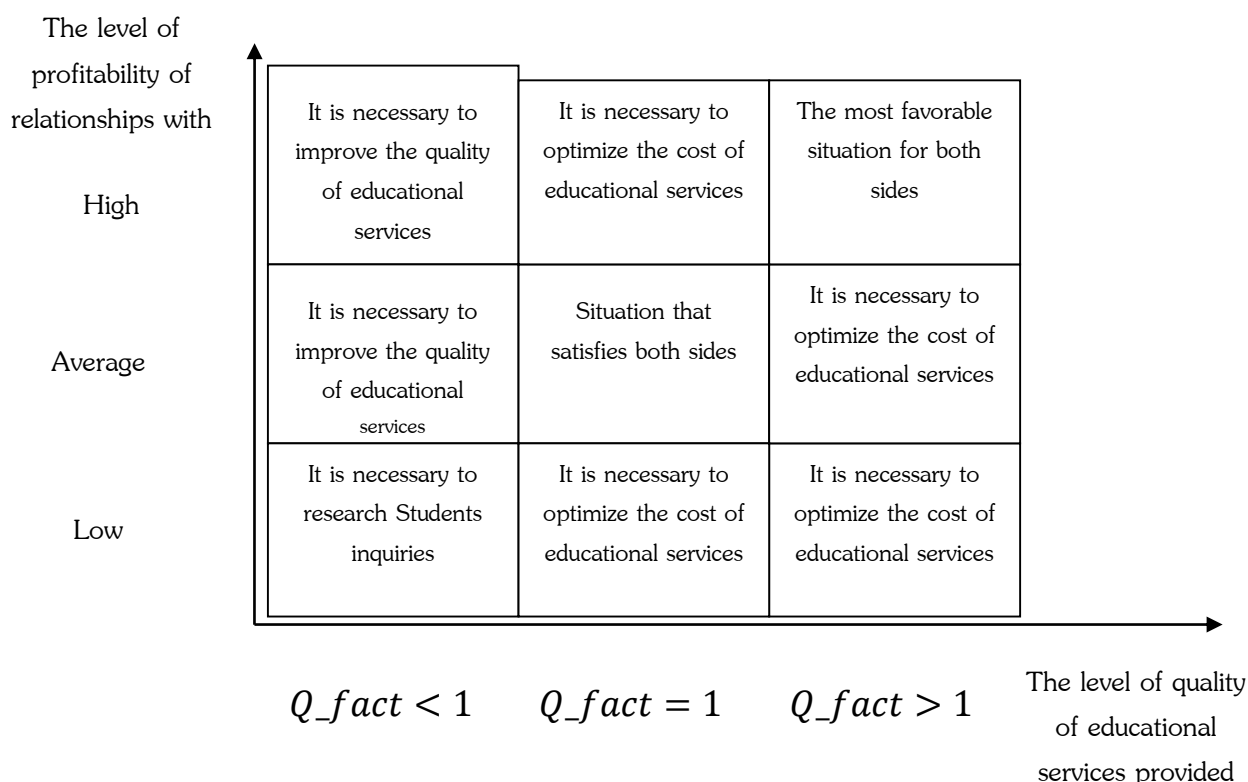 The level of
profitability of
relationships with
High
Average
Low
It is necessary to
improve the quality
of educational
services
It is necessary to
optimize the cost of
educational services
The most favorable
situation for both
sides
It is necessary to
improve the quality
of educational
services
Situation that
satisfies both sides
It is necessary to
optimize the cost of
educational services
It is necessary to
research Students
inquiries
It is necessary to
optimize the cost of
educational services
It is necessary to
optimize the cost of
educational services
Q_fact < 1
Q_fact = 1
Q_fact > 1
The level of quality
of educational
services provided